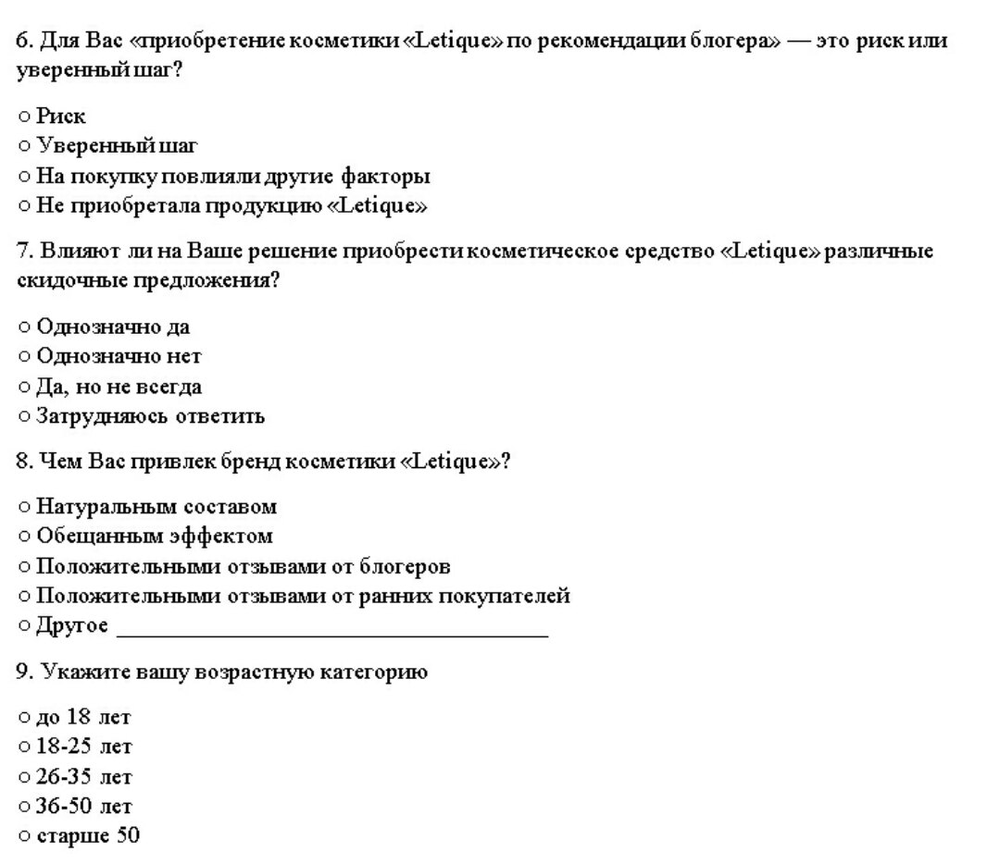 6. Для Вас «приобретение косметики «Letique» по рекомендации блогера» — это риск или
уверенный шаг?
○ Риск
○ Уверенный шаг
○ На покупку повлияли другие факторы
○ Не приобретала продукцию «Letique»
7. Влияют ли на Ваше решение приобрести косметическое средство «Letique» различные
скидочные предложения?
○ Однозначно да
○ Однозначно нет
○ Да, но не всегда
○ Затрудняюсь ответить
8. Чем Вас привлек бренд косметики «Letique»?
○ Натуральным составом
○ Обещанным эффектом
○ Положительными отзывами от блогеров
○ Положительными отзывами от ранних покупателей
○ Другое ______________________________________
9. Укажите вашу возрастную категорию
○ до 18 лет
○ 18-25 лет
○ 26-35 лет
○ 36-50 лет
○ старше 50